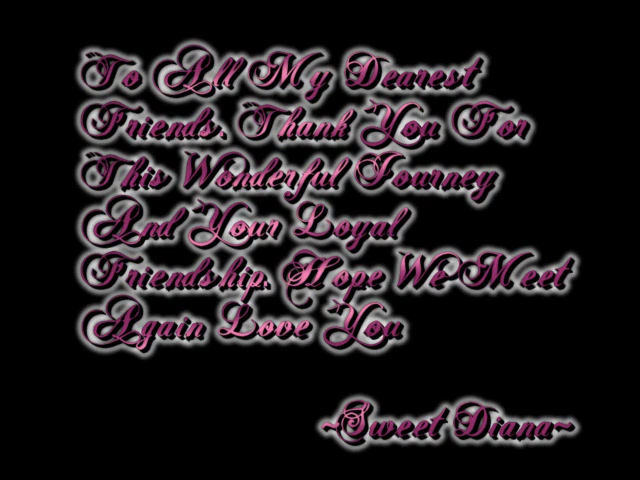 To All My Dearest
Friends. Thank You For
This Wonderful Journey
And Your Loyal
Friendship. Hope We Meet
Again Love You
~Sweet Diana~